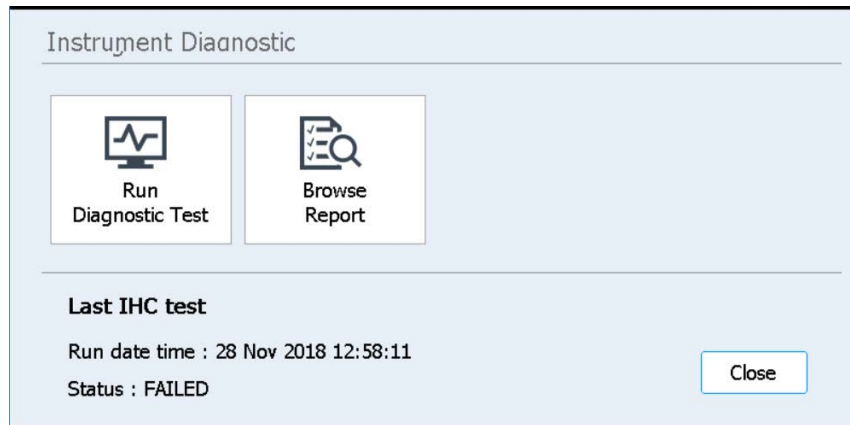 Instrument Diagnostic
Run
Diagnostic Test
Browse
Report
Last IHC test
Run date time : 28 Nov 2018 12:58:11
Status : FAILED
Close